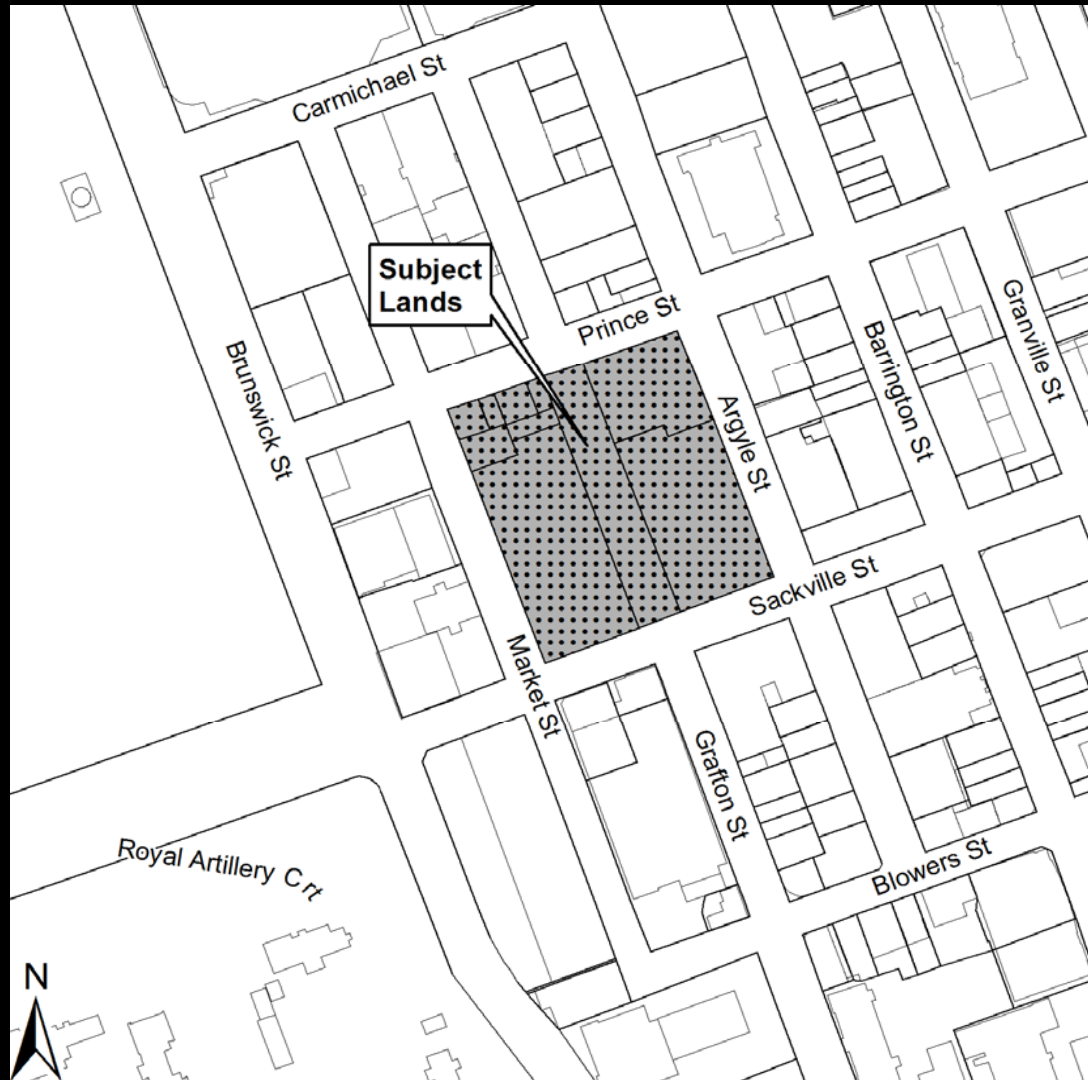 Carmichael St
Subject
Lands
Prince St
Granville St
Barrington St
Brunswick St
Argyle St
Sackville St
Market St
Grafton St
Blowers St
Royal Artillery Crt
N